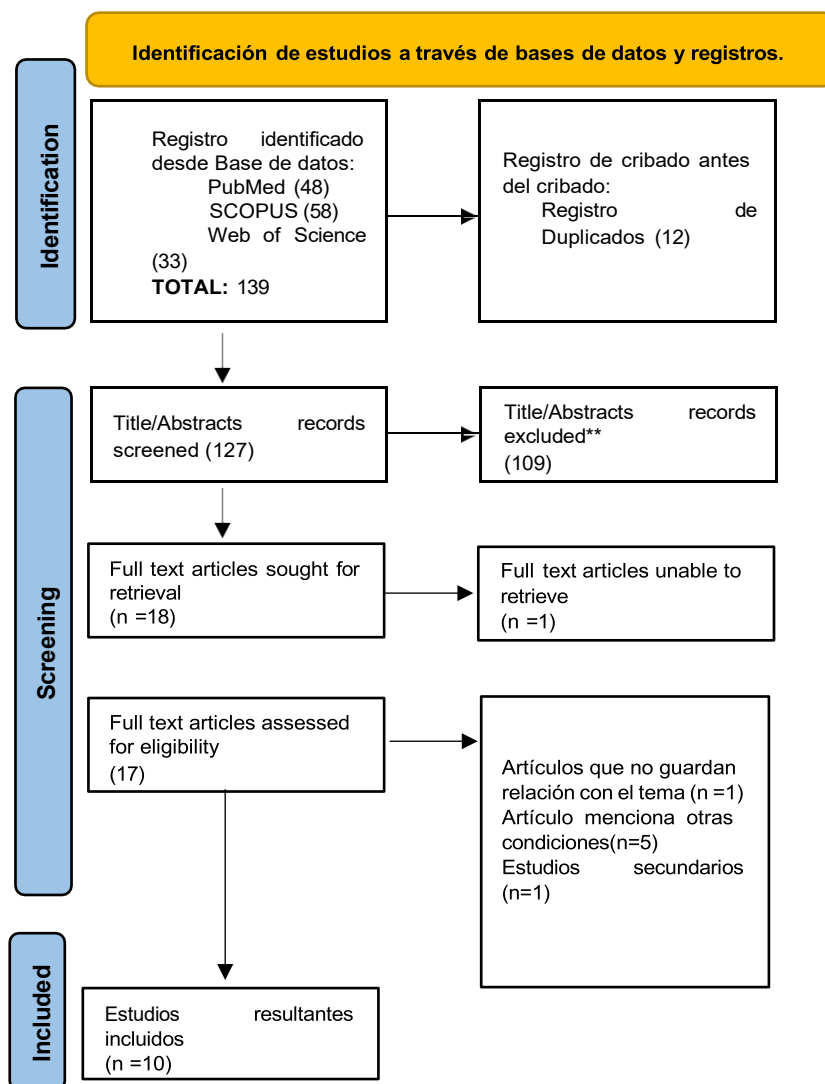 Identificación de estudios a través de bases de datos y registros.
Identification
Registro identificado
desde Base de datos:
PubMed (48)
SCOPUS (58)
Web of Science
(33)
TOTAL: 139
Registro de cribado antes
del cribado:
Registro de
Duplicados (12)
Screening
Title/Abstracts records
screened (127)
Title/Abstracts records
excluded**
(109)
Full text articles sought for
retrieval
(n =18)
Full text articles unable to
retrieve
(n =1)
Full text articles assessed
for eligibility
(17)
Artículos que no guardan
relación con el tema (n =1)
Artículo menciona otras
condiciones(n=5)
Estudios secundarios
(n=1)
Included
Estudios resultantes
incluidos
(n =10)